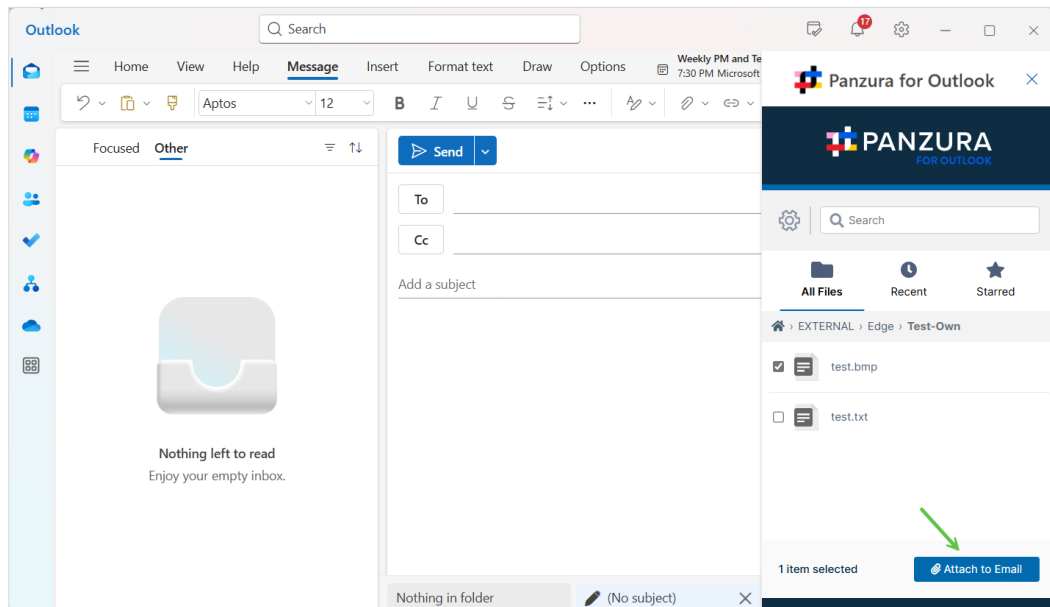 Outlook
Search
17
Home View Help Message Insert Format text Draw Options
Weekly PM and Te
7:30 PM Microsoft
Aptos 12 B I U S
Focused Other
Send
To
Cc
Add a subject
Nothing left to read
Enjoy your empty inbox.
Nothing in folder
(No subject)
Panzura for Outlook
PANZURA
FOR OUTLOOK
Search
All Files Recent Starred
EXTERNAL › Edge › Test-Own
test.bmp
test.txt
1 item selected
Attach to Email